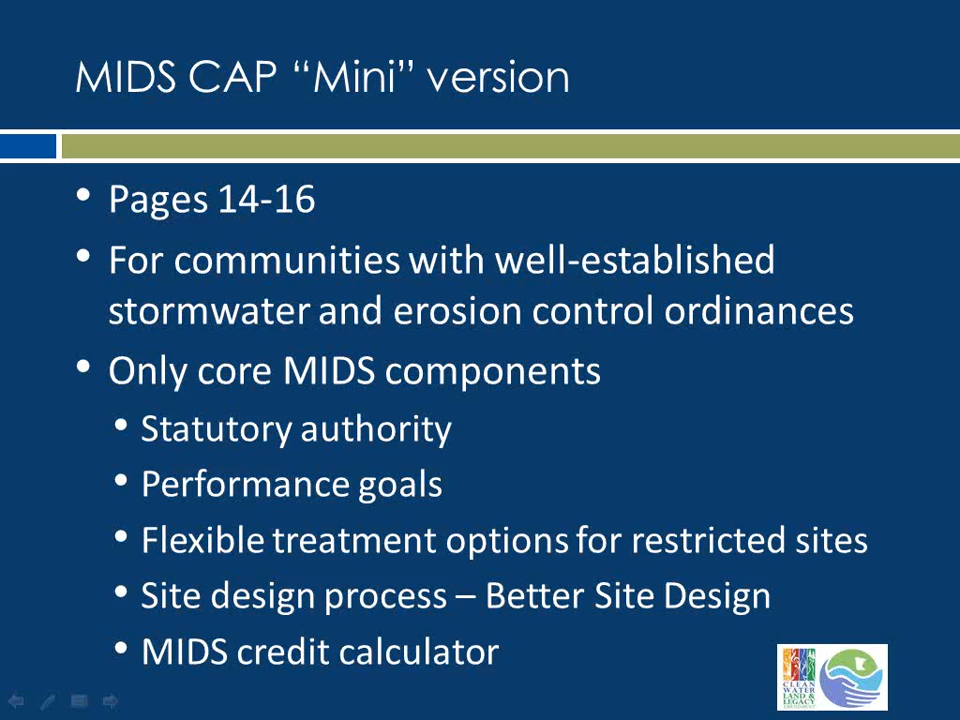 MIDS CAP “Mini” version
• Pages 14-16
• For communities with well-established
stormwater and erosion control ordinances
• Only core MIDS components
• Statutory authority
• Performance goals
• Flexible treatment options for restricted sites
• Site design process – Better Site Design
• MIDS credit calculator
CLEAN
WATER
LAND &
LEGACY